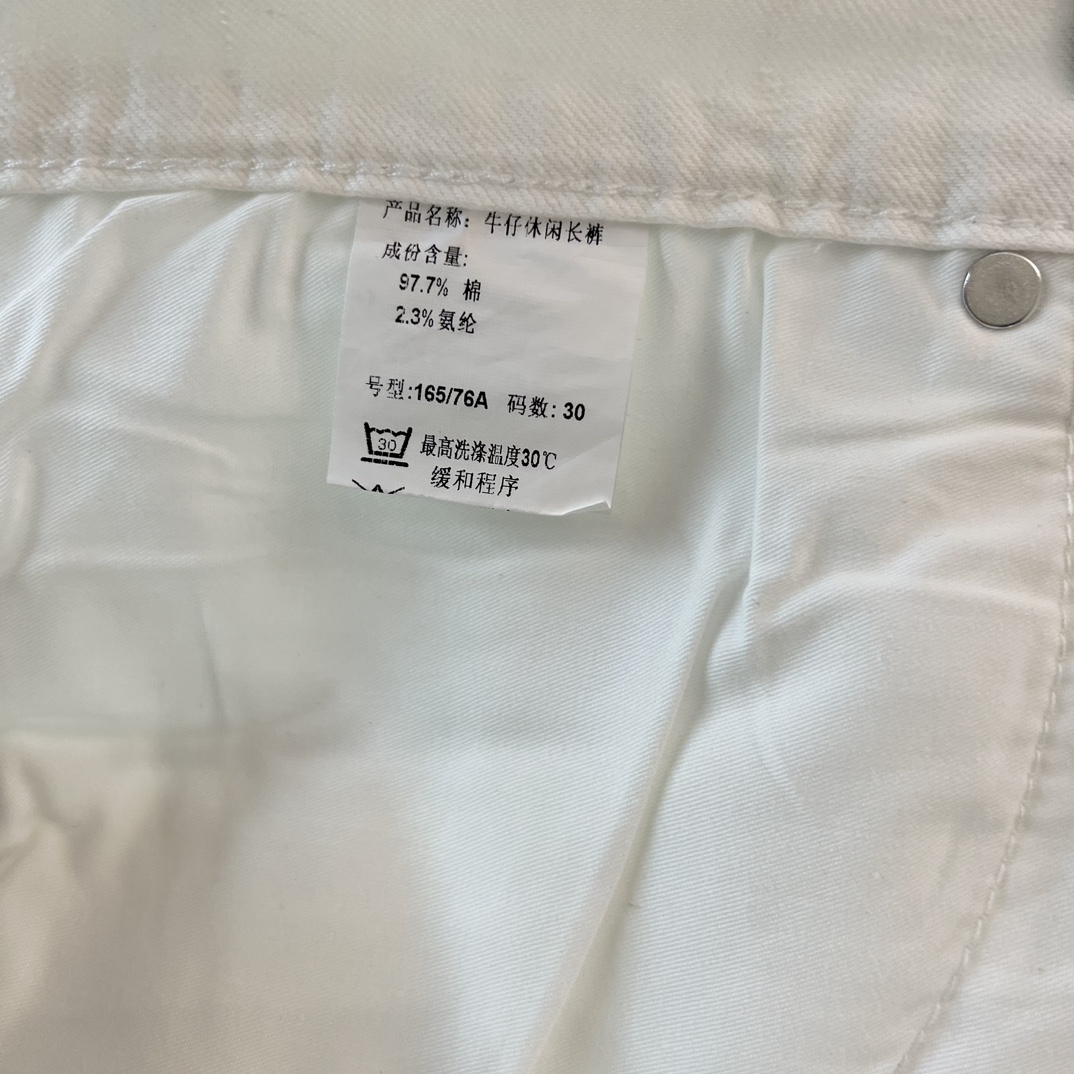 产品名称：牛仔休闲长裤
成份含量:
97.7% 棉
2.3%氨纶
号型:165/76A 码数: 30
30 最高洗涤温度30℃
缓和程序